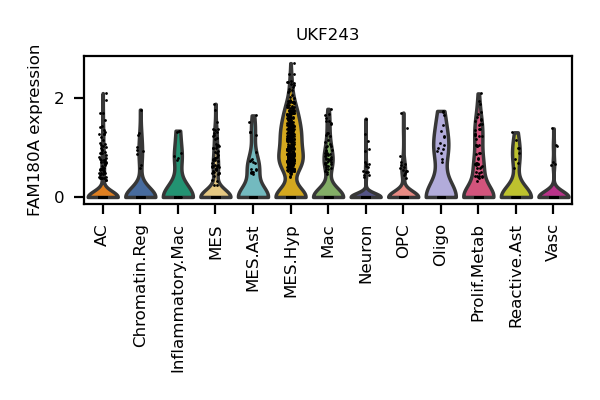 UKF243
FAM180A expression
2
0
AC
Chromatin.Reg
Inflammatory.Mac
MES
MES.Ast
MES.Hyp
Mac
Neuron
OPC
Oligo
Prolif.Metab
Reactive.Ast
Vasc